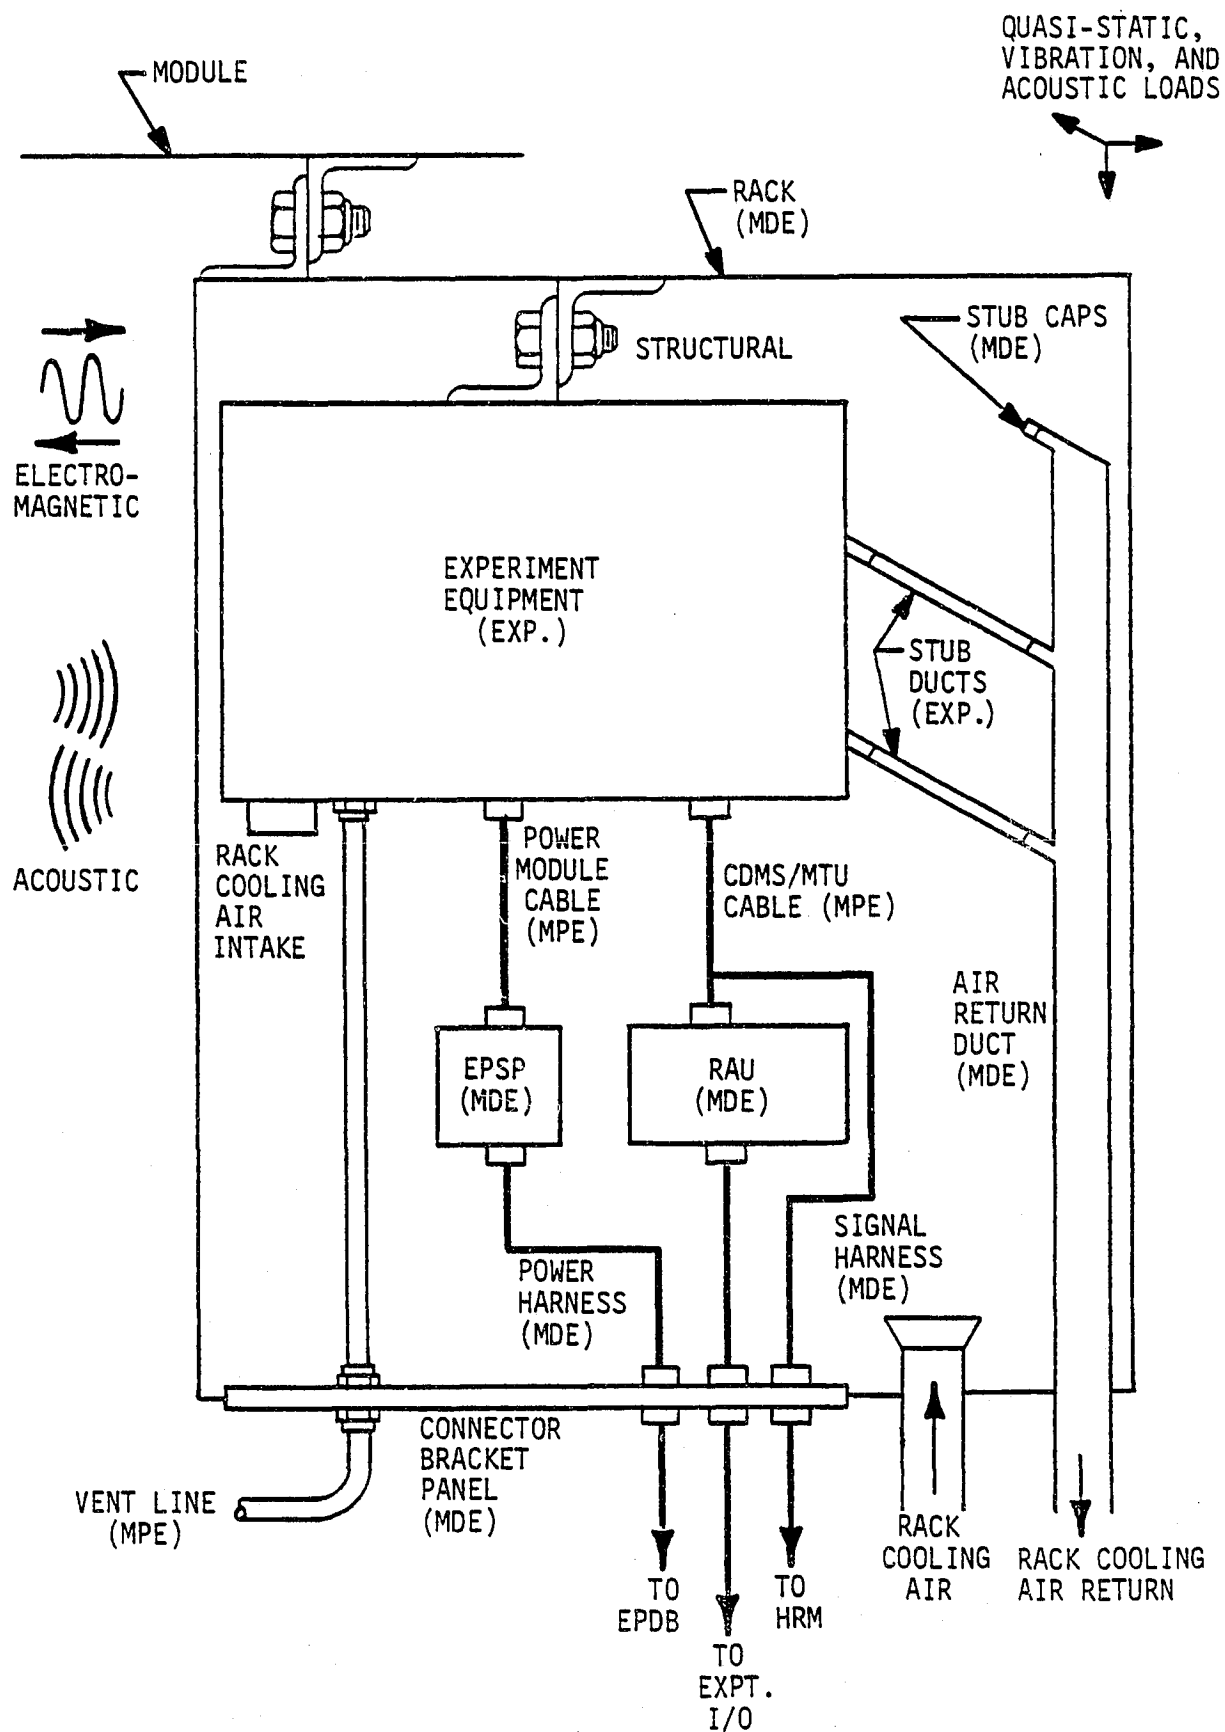 QUASI-STATIC,
VIBRATION, AND
ACOUSTIC LOADS
MODULE
RACK
(MDE)
STUB CAPS
(MDE)
STRUCTURAL
ELECTRO-
MAGNETIC
EXPERIMENT
EQUIPMENT
(EXP.)
STUB
DUCTS
(EXP.)
ACOUSTIC
RACK
COOLING
AIR
INTAKE
POWER
MODULE
CABLE
(MPE)
CDMS/MTU
CABLE (MPE)
AIR
RETURN
DUCT
(MDE)
EPSP
(MDE)
RAU
(MDE)
SIGNAL
HARNESS
(MDE)
POWER
HARNESS
(MDE)
CONNECTOR
BRACKET
PANEL
(MDE)
VENT LINE
(MPE)
RACK
COOLING
AIR
RACK COOLING
AIR RETURN
TO
EPDB
TO
HRM
TO
EXPT.
I/O